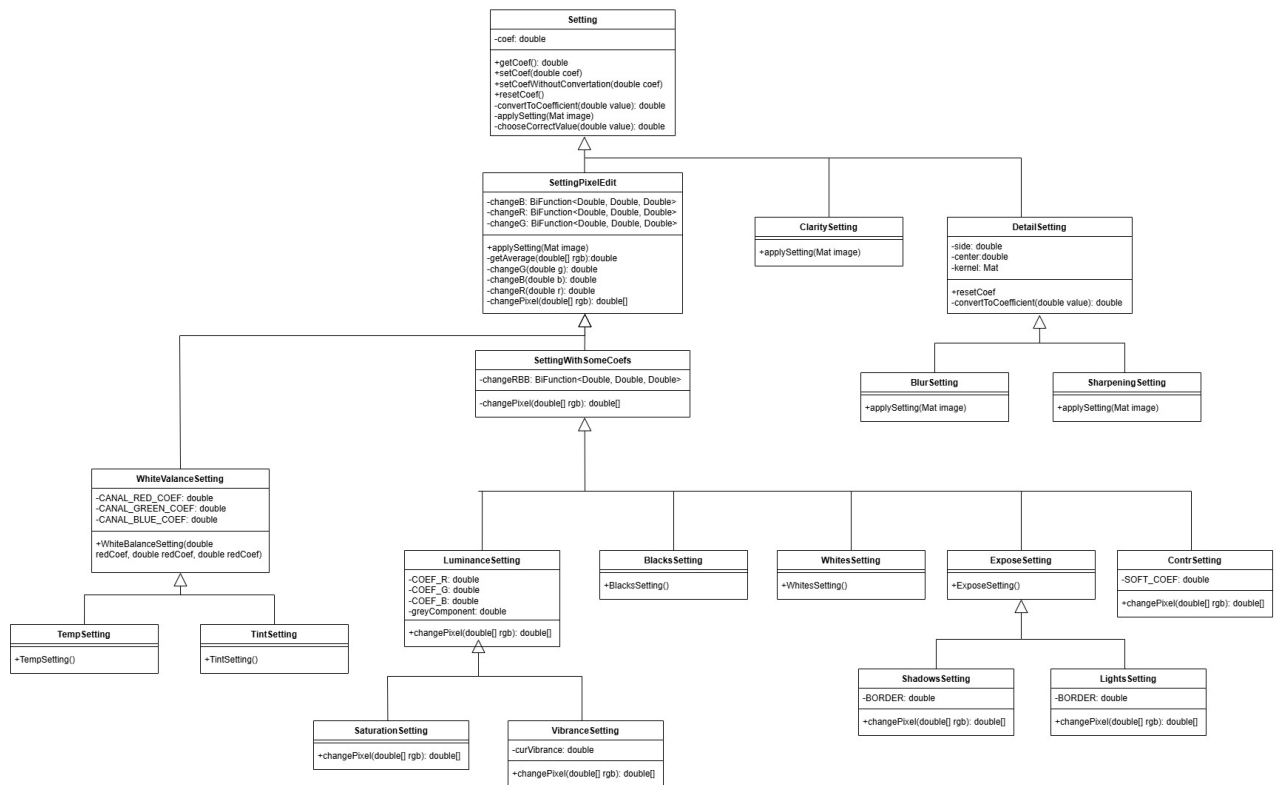 Setting
-coef: double
+getCoef(): double
+setCoef(double coef)
+setCoefWithoutConvertation(double coef)
+resetCoef()
-convertToCoefficient(double value): double
-applySetting(Mat image)
-chooseCorrectValue(double value): double
SettingPixelEdit
-changeB: BiFunction<Double, Double, Double>
-changeR: BiFunction<Double, Double, Double>
-changeG: BiFunction<Double, Double, Double>
+applySetting(Mat image)
-getAverage(double[] rgb):double
-changeG(double g): double
-changeB(double b): double
-changeR(double r): double
-changePixel(double[] rgb): double[]
ClaritySetting
+applySetting(Mat image)
DetailSetting
-side: double
-center:double
-kernel: Mat
+resetCoef
-convertToCoefficient(double value): double
SettingWithSomeCoefs
-changeRBB: BiFunction<Double, Double, Double>
-changePixel(double[] rgb): double[]
BlurSetting
+applySetting(Mat image)
SharpeningSetting
+applySetting(Mat image)
WhiteValanceSetting
-CANAL_RED_COEF: double
-CANAL_GREEN_COEF: double
-CANAL_BLUE_COEF: double
+WhiteBalanceSetting(double
redCoef, double redCoef, double redCoef)
LuminanceSetting
-COEF_R: double
-COEF_G: double
-COEF_B: double
-greyComponent: double
+changePixel(double[] rgb): double[]
BlacksSetting
+BlacksSetting()
WhitesSetting
+WhitesSetting()
ExposeSetting
+ExposeSetting()
ContrSetting
-SOFT_COEF: double
+changePixel(double[] rgb): double[]
TempSetting
+TempSetting()
TintSetting
+TintSetting()
ShadowsSetting
-BORDER: double
+changePixel(double[] rgb): double[]
LightsSetting
-BORDER: double
+changePixel(double[] rgb): double[]
SaturationSetting
+changePixel(double[] rgb): double[]
VibranceSetting
-curVibrance: double
+changePixel(double[] rgb): double[]